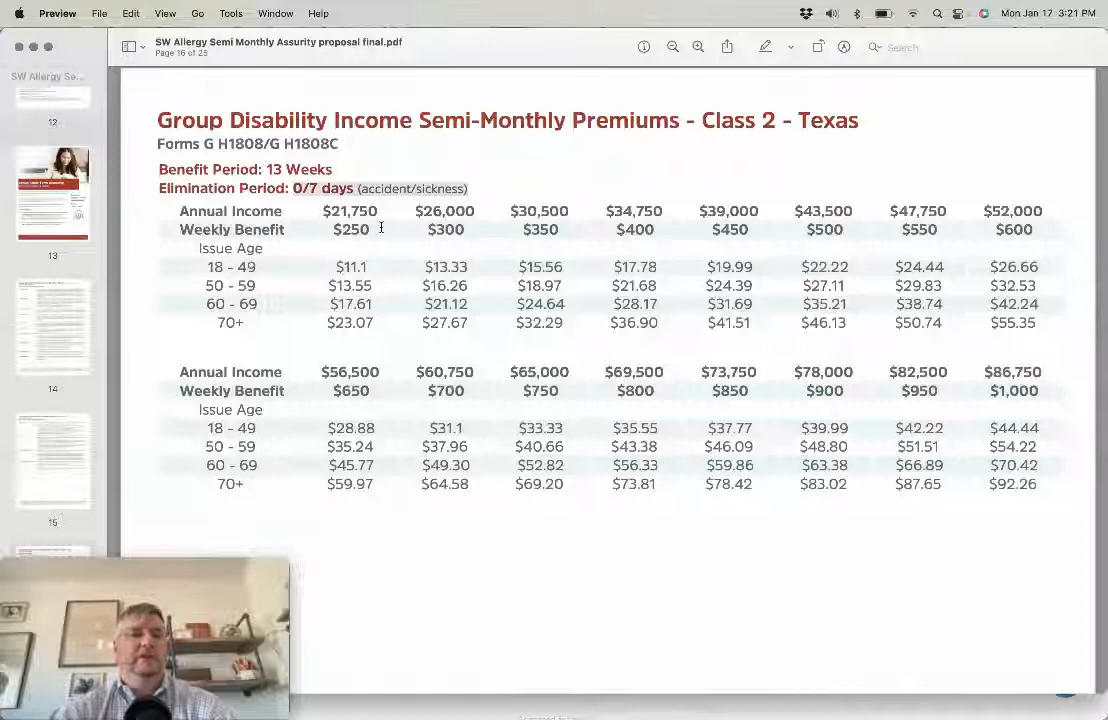 Preview File Edit View Go Tools Window Help Mon Jan 17 3:21 PM
SW Allergy Semi Monthly Assurity proposal final.pdf
Page 16 of 25
Search
SW Allergy Se...
12
13
14
15
Group Disability Income Semi-Monthly Premiums - Class 2 - Texas
Forms G H1808/G H1808C
Benefit Period: 13 Weeks
Elimination Period: 0/7 days (accident/sickness)
Annual Income $21,750 $26,000 $30,500 $34,750 $39,000 $43,500 $47,750 $52,000
Weekly Benefit $250 $300 $350 $400 $450 $500 $550 $600
Issue Age
18 - 49 $11.1 $13.33 $15.56 $17.78 $19.99 $22.22 $24.44 $26.66
50 - 59 $13.55 $16.26 $18.97 $21.68 $24.39 $27.11 $29.83 $32.53
60 - 69 $17.61 $21.12 $24.64 $28.17 $31.69 $35.21 $38.74 $42.24
70+ $23.07 $27.67 $32.29 $36.90 $41.51 $46.13 $50.74 $55.35
Annual Income $56,500 $60,750 $65,000 $69,500 $73,750 $78,000 $82,500 $86,750
Weekly Benefit $650 $700 $750 $800 $850 $900 $950 $1,000
Issue Age
18 - 49 $28.88 $31.1 $33.33 $35.55 $37.77 $39.99 $42.22 $44.44
50 - 59 $35.24 $37.96 $40.66 $43.38 $46.09 $48.80 $51.51 $54.22
60 - 69 $45.77 $49.30 $52.82 $56.33 $59.86 $63.38 $66.89 $70.42
70+ $59.97 $64.58 $69.20 $73.81 $78.42 $83.02 $87.65 $92.26